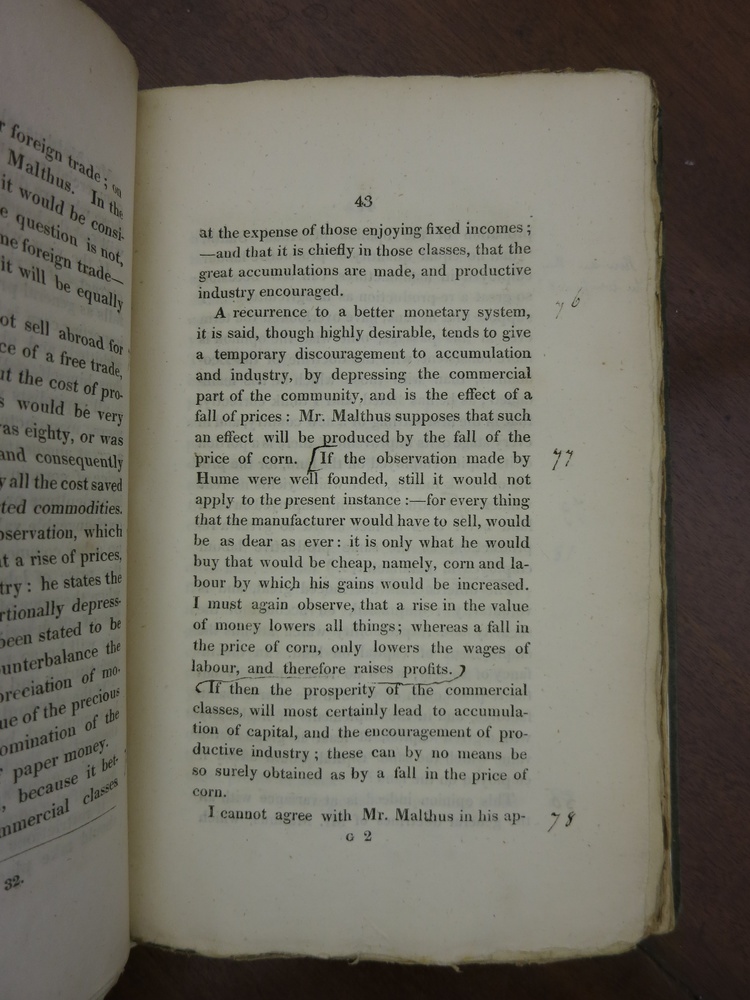 r foreign trade; on
Malthus. In the
it would be consi-
e question is not,
ne foreign trade—
it will be equally
ot sell abroad for
ce of a free trade,
ut the cost of pro-
s would be very
as eighty, or was
and consequently
y all the cost saved
ted commodities.
bservation, which
t a rise of prices,
try: he states the
rtionally depress-
been stated to be
unterbalance the
preciation of mo-
ue of the precious
omination of the
r paper money.
, because it bet-
mmercial classes
32.
43
at the expense of those enjoying fixed incomes;
—and that it is chiefly in those classes, that the
great accumulations are made, and productive
industry encouraged.
A recurrence to a better monetary system,
76
it is said, though highly desirable, tends to give
a temporary discouragement to accumulation
and industry, by depressing the commercial
part of the community, and is the effect of a
fall of prices: Mr. Malthus supposes that such
an effect will be produced by the fall of the
price of corn. [If the observation made by
77
Hume were well founded, still it would not
apply to the present instance:—for every thing
that the manufacturer would have to sell, would
be as dear as ever: it is only what he would
buy that would be cheap, namely, corn and la-
bour by which his gains would be increased.
I must again observe, that a rise in the value
of money lowers all things; whereas a fall in
the price of corn, only lowers the wages of
labour, and therefore raises profits.)
(If then the prosperity of the commercial
classes, will most certainly lead to accumula-
tion of capital, and the encouragement of pro-
ductive industry; these can by no means be
so surely obtained as by a fall in the price of
corn.
I cannot agree with Mr. Malthus in his ap-
78
G 2